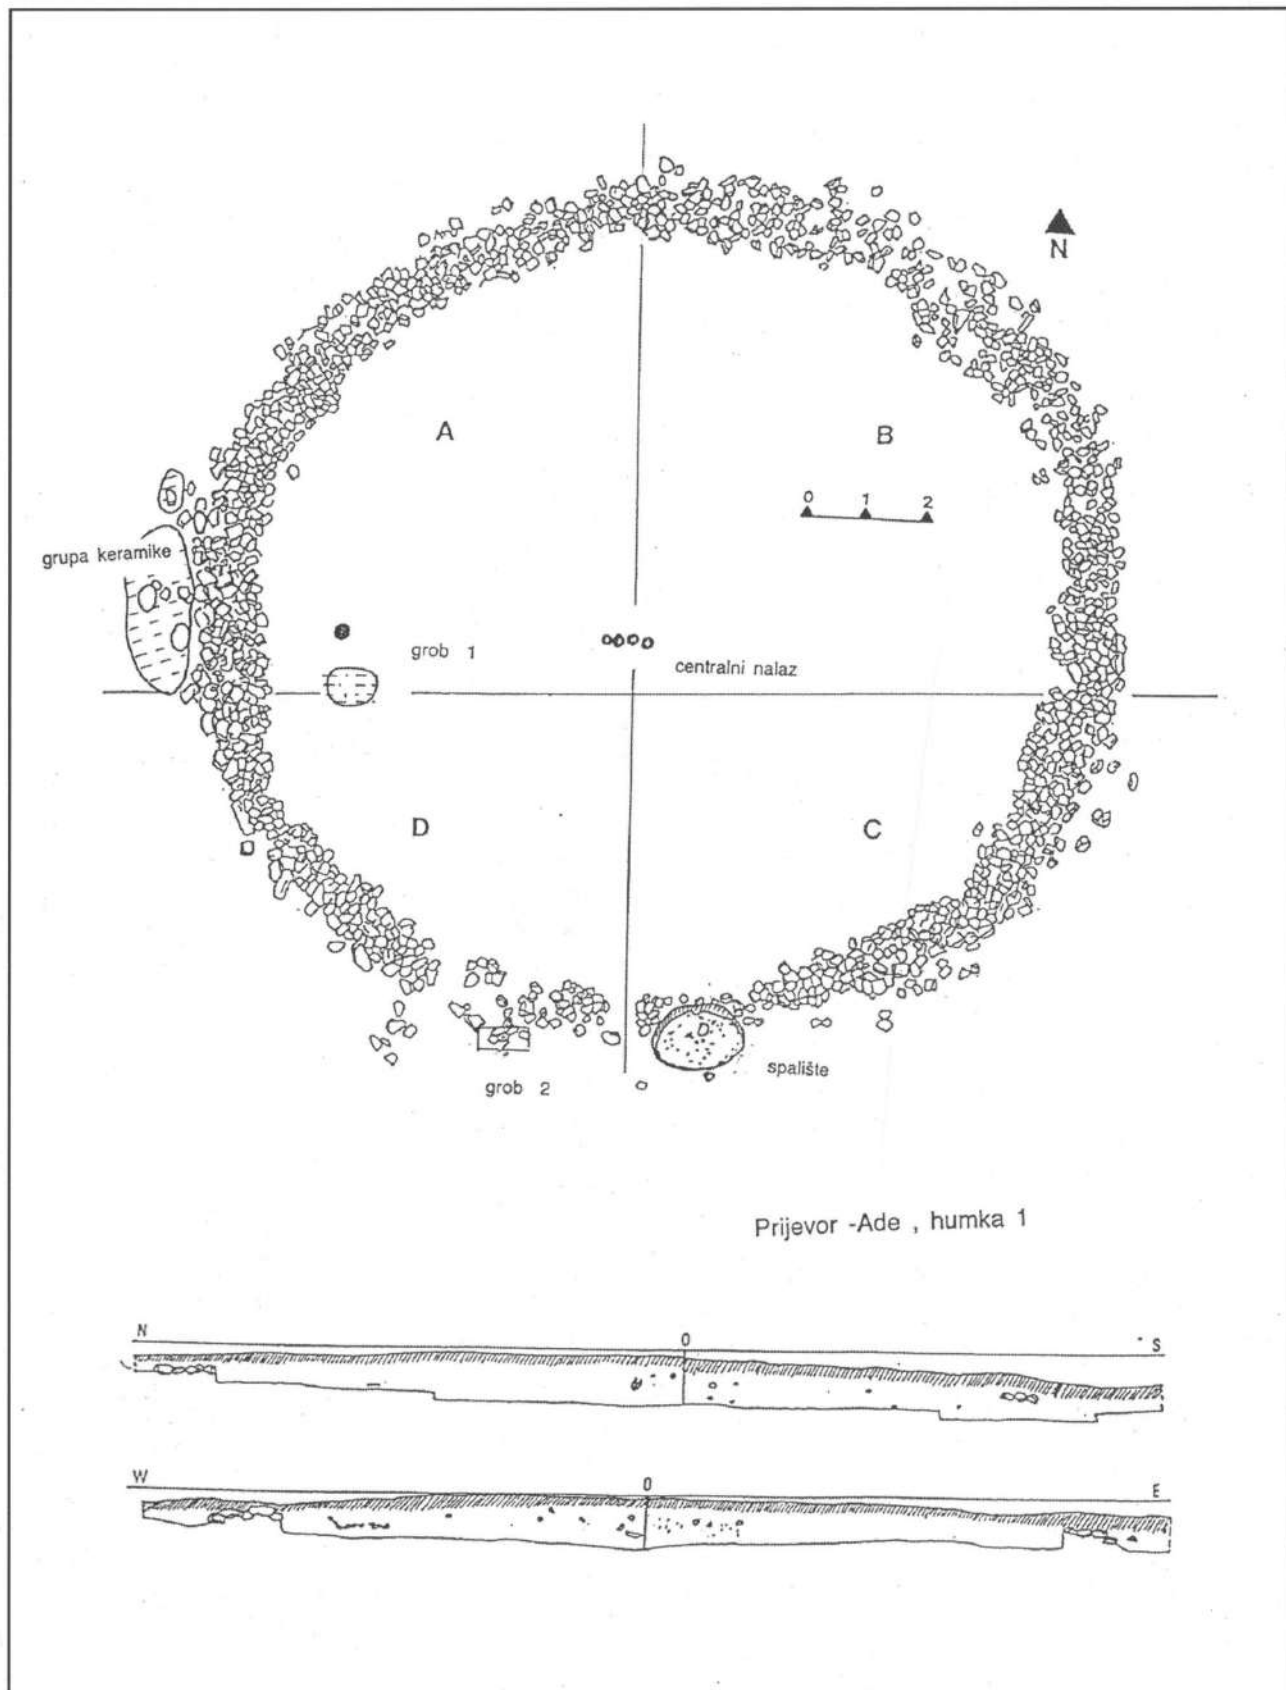 N
A
B
0 1 2
grupa keramike
grob 1
centralni nalaz
D
C
spalište
grob 2
Prijevor -Ade , humka 1
N 0 S
W 0 E